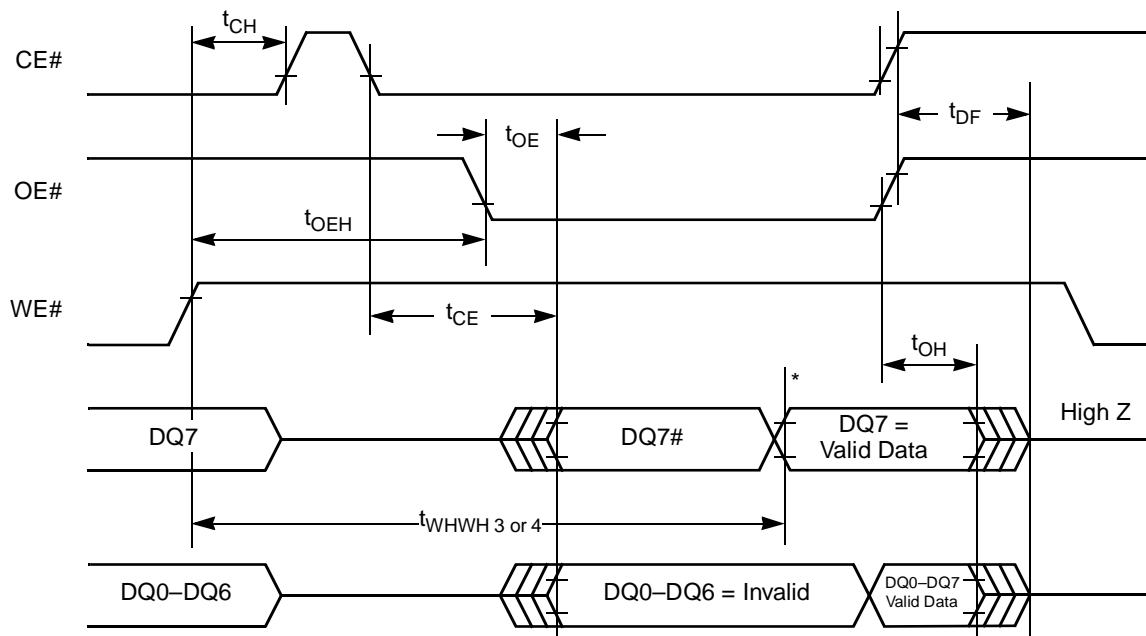 tCH
CE#
tDF
tOE
OE#
tOEH
WE#
tCE
tOH
*
High Z
DQ7
DQ7#
DQ7 =
Valid Data
tWHWH 3 or 4
DQ0–DQ6
DQ0–DQ6 = Invalid
DQ0–DQ7
Valid Data